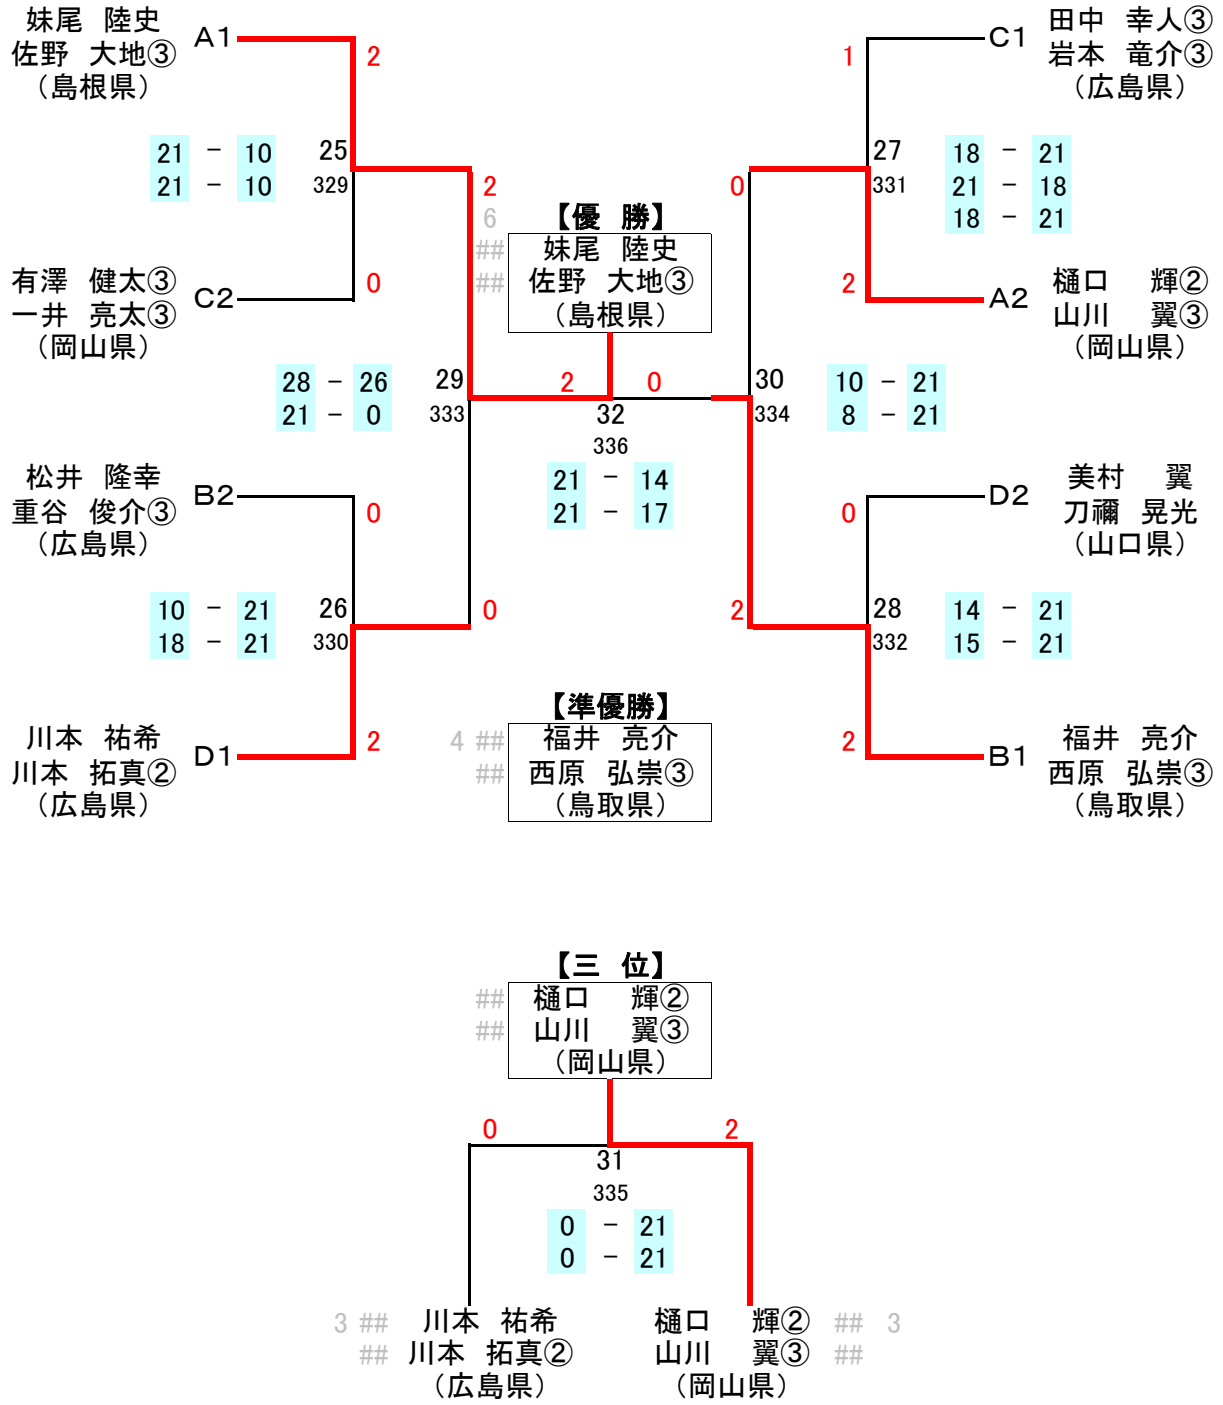 妹尾 陸史
佐野 大地③
（島根県）
A1
2
21 － 10
21 － 10
25
329
有澤 健太③
一井 亮太③
（岡山県）
C2
0
2
6
##
##
【優 勝】
妹尾 陸史
佐野 大地③
（島根県）
1
C1
田中 幸人③
岩本 竜介③
（広島県）
27
331
18 － 21
21 － 18
18 － 21
0
2
A2
樋口 輝②
山川 翼③
（岡山県）
28 － 26
21 － 0
29
333
2
0
32
336
21 － 14
21 － 17
30
334
10 － 21
8 － 21
松井 隆幸
重谷 俊介③
（広島県）
B2
0
10 － 21
18 － 21
26
330
0
川本 祐希
川本 拓真②
（広島県）
D1
2
0
D2
美村 翼
刀禰 晃光
（山口県）
2
28
332
14 － 21
15 － 21
2
B1
福井 亮介
西原 弘崇③
（鳥取県）
【準優勝】
4 ##
##
福井 亮介
西原 弘崇③
（鳥取県）
【三 位】
##
##
樋口 輝②
山川 翼③
（岡山県）
0
2
31
335
0 － 21
0 － 21
3 ##
##
川本 祐希
川本 拓真②
（広島県）
樋口 輝②
山川 翼③
（岡山県）
## 3
##